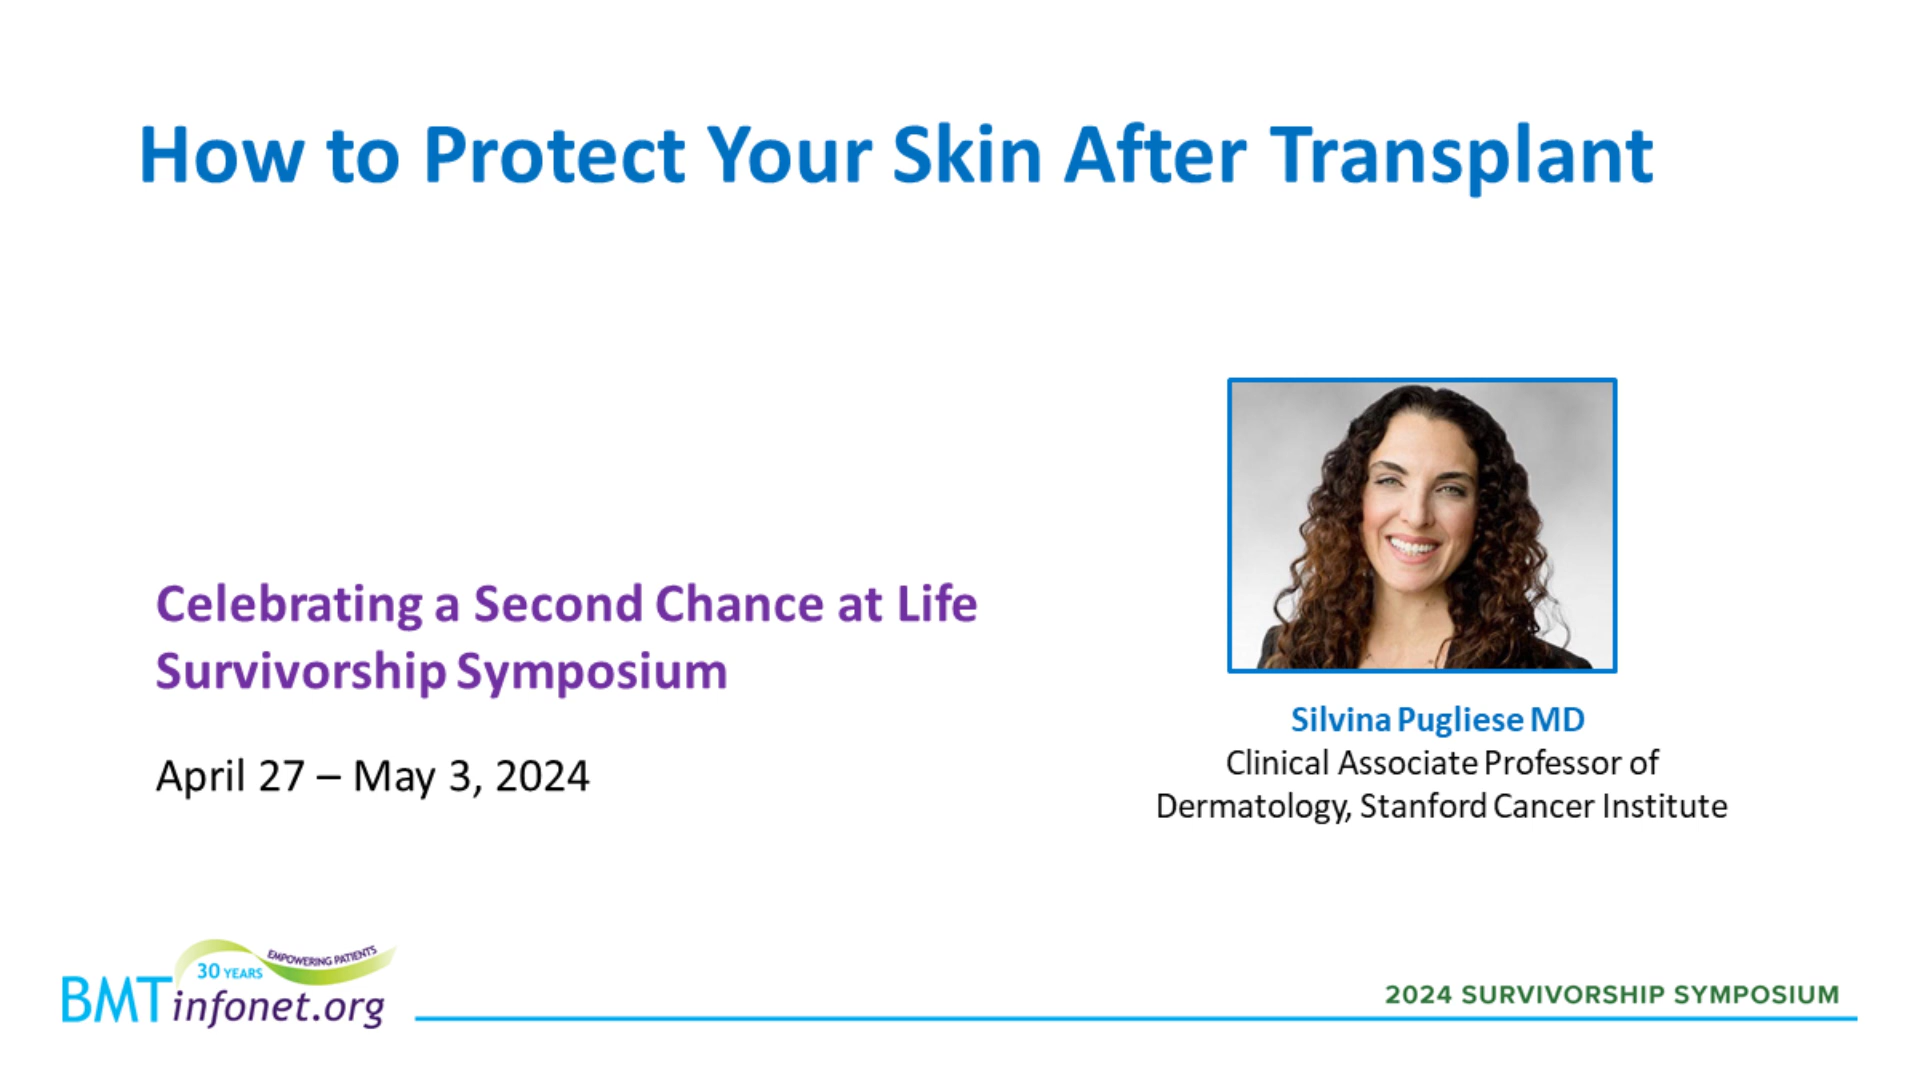 How to Protect Your Skin After Transplant
Celebrating a Second Chance at Life
Survivorship Symposium
April 27 – May 3, 2024
Silvina Pugliese MD
Clinical Associate Professor of
Dermatology, Stanford Cancer Institute
EMPOWERING PATIENTS
30 YEARS
BMTinfonet.org
2024 SURVIVORSHIP SYMPOSIUM